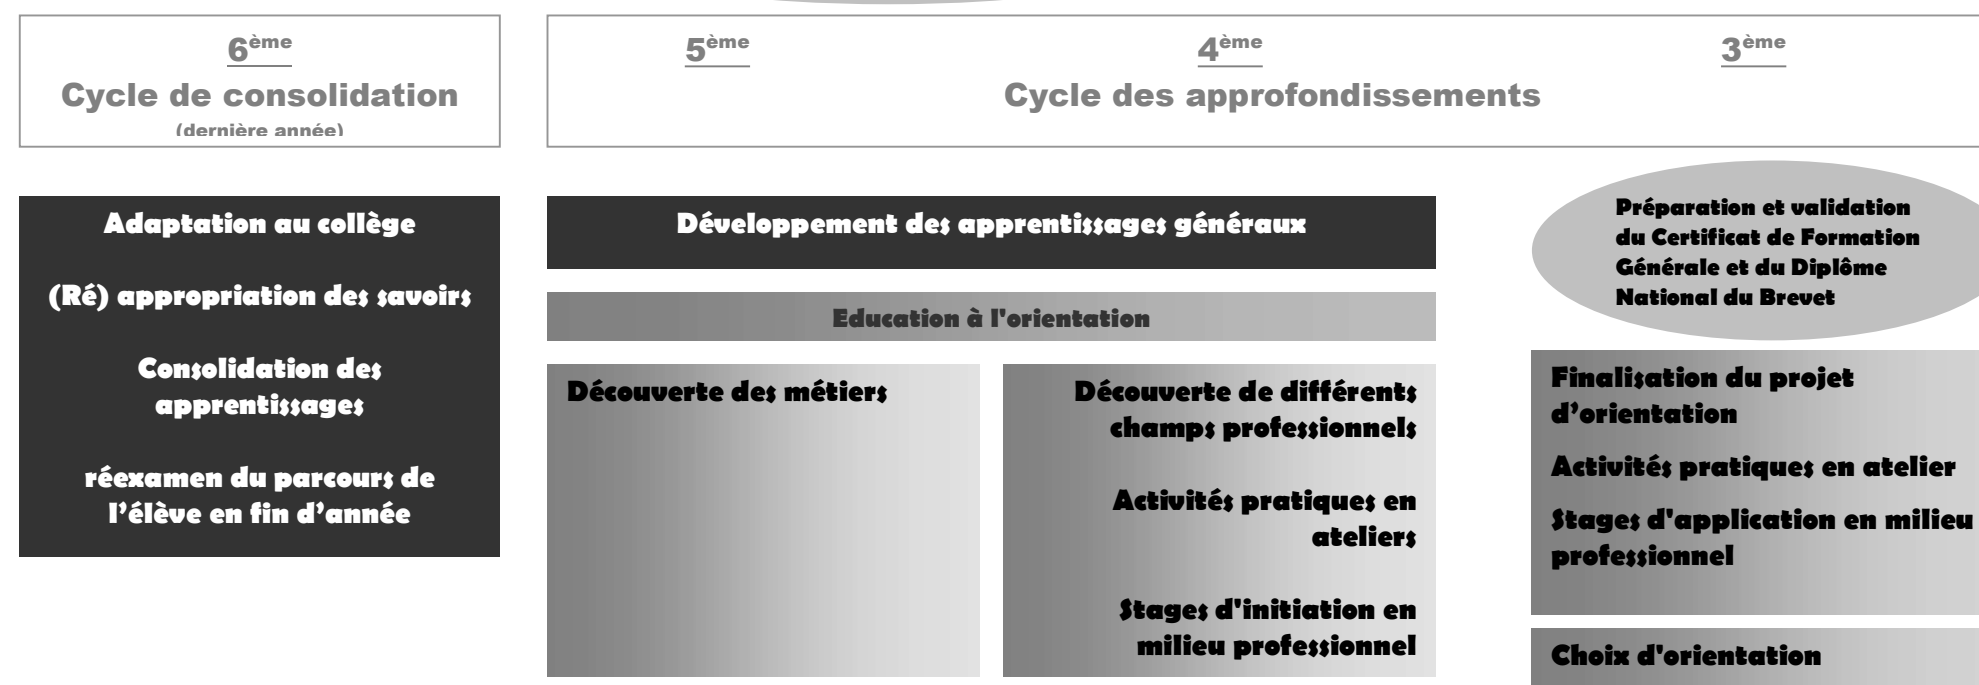 6ème
Cycle de consolidation
(dernière année)
5ème
4ème
3ème
Cycle des approfondissements
Adaptation au collège
(Ré) appropriation des savoirs
Consolidation des
apprentissages
réexamen du parcours de
l’élève en fin d’année
Développement des apprentissages généraux
Education à l'orientation
Découverte des métiers
Découverte de différents
champs professionnels
Activités pratiques en
ateliers
Stages d'initiation en
milieu professionnel
Préparation et validation
du Certificat de Formation
Générale et du Diplôme
National du Brevet
Finalisation du projet
d’orientation
Activités pratiques en atelier
Stages d'application en milieu
professionnel
Choix d'orientation